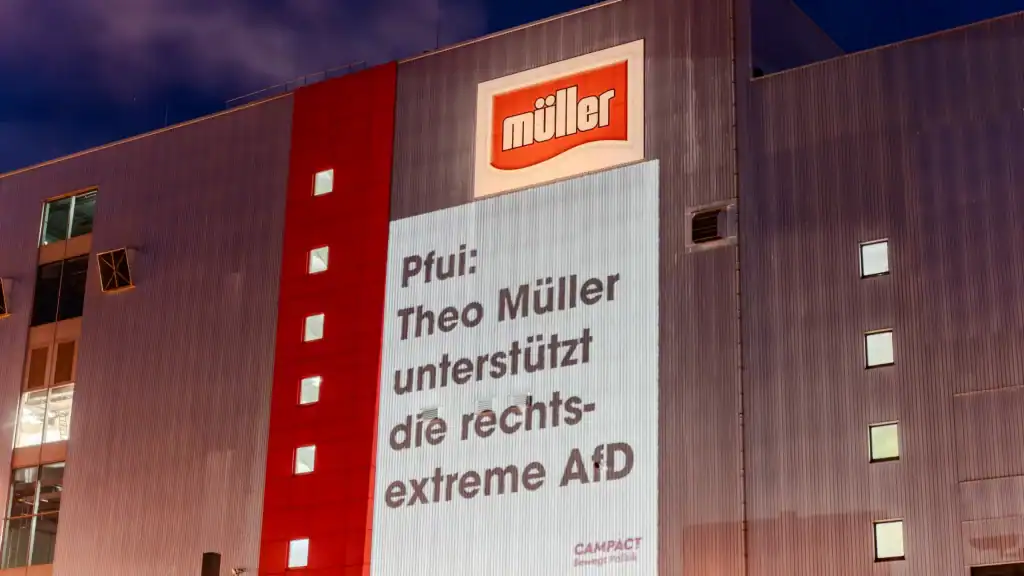 müller
Pfui:
Theo Müller
unterstützt
die rechts-
extreme AfD
CAMPACT
Bewegt Politik